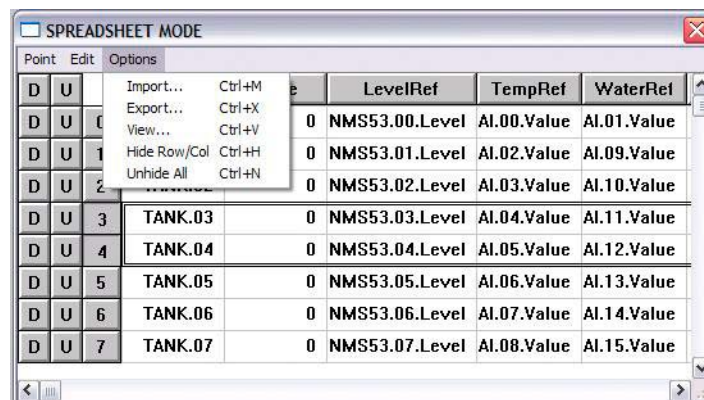 SPREADSHEET MODE
Point Edit Options
Import... Ctrl+M
Export... Ctrl+X
View... Ctrl+V
Hide Row/Col Ctrl+H
Unhide All Ctrl+N
D U LevelRef TempRef WaterRef
D U 0 NMS53.00.Level AI.00.Value AI.01.Value
D U 1 0 NMS53.01.Level AI.02.Value AI.09.Value
D U 2 0 NMS53.02.Level AI.03.Value AI.10.Value
D U 3 TANK.03 0 NMS53.03.Level AI.04.Value AI.11.Value
D U 4 TANK.04 0 NMS53.04.Level AI.05.Value AI.12.Value
D U 5 TANK.05 0 NMS53.05.Level AI.06.Value AI.13.Value
D U 6 TANK.06 0 NMS53.06.Level AI.07.Value AI.14.Value
D U 7 TANK.07 0 NMS53.07.Level AI.08.Value AI.15.Value